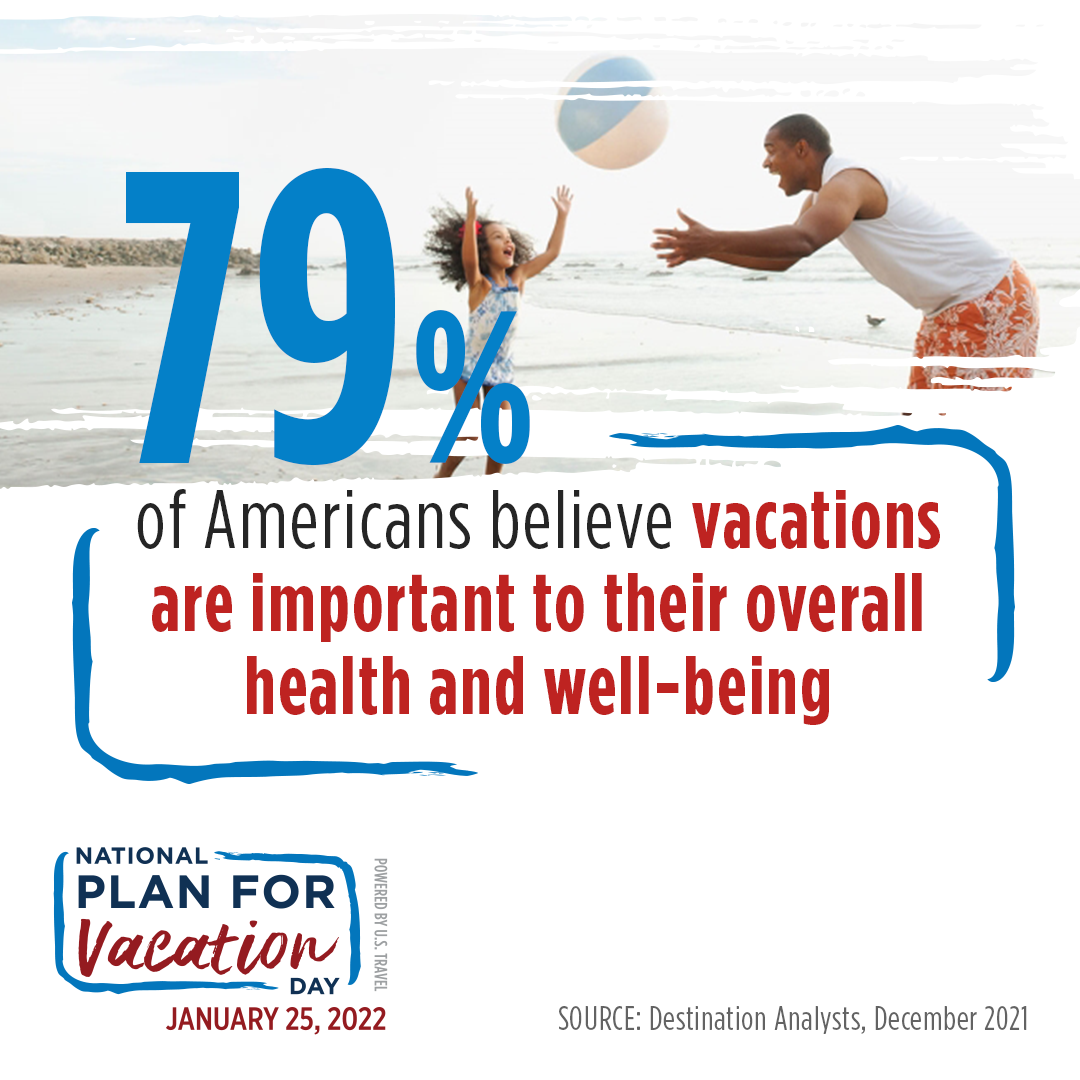 79%
of Americans believe vacations
are important to their overall
health and well-being
NATIONAL
PLAN FOR
Vacation
DAY
JANUARY 25, 2022
POWERED BY U.S. TRAVEL
SOURCE: Destination Analysts, December 2021